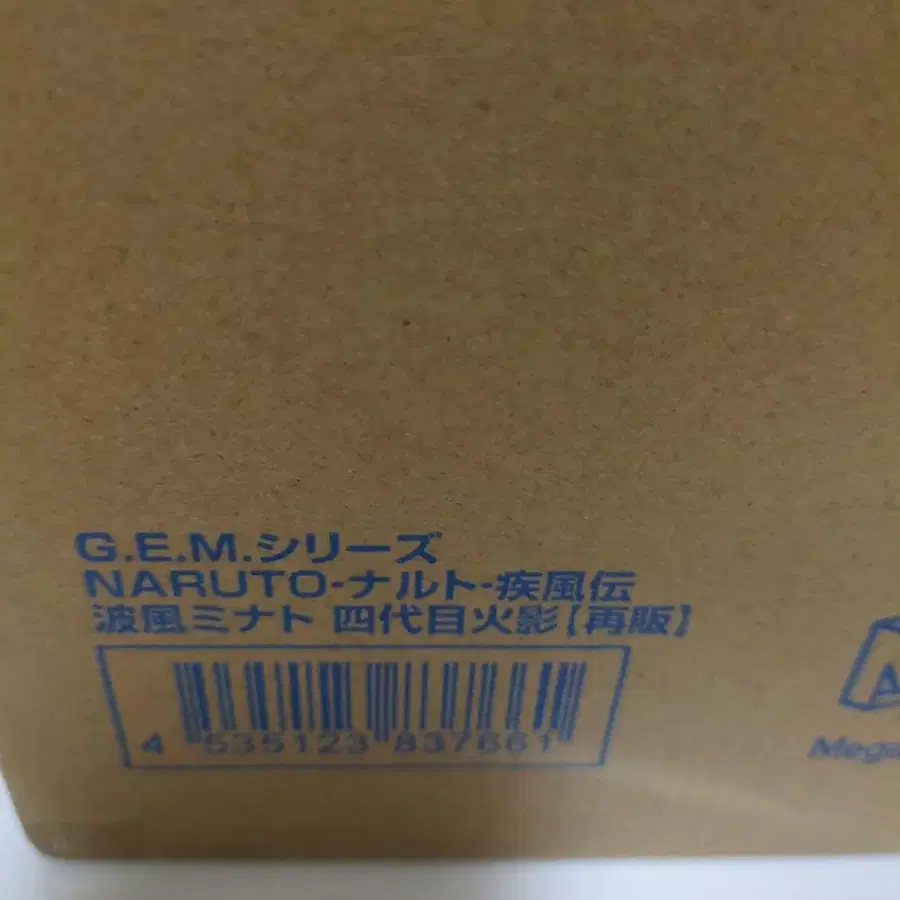 G.E.M.シリーズ
NARUTO-ナルト-疾風伝
波風ミナト 四代目火影【再販】
4 535123 837661
Mega